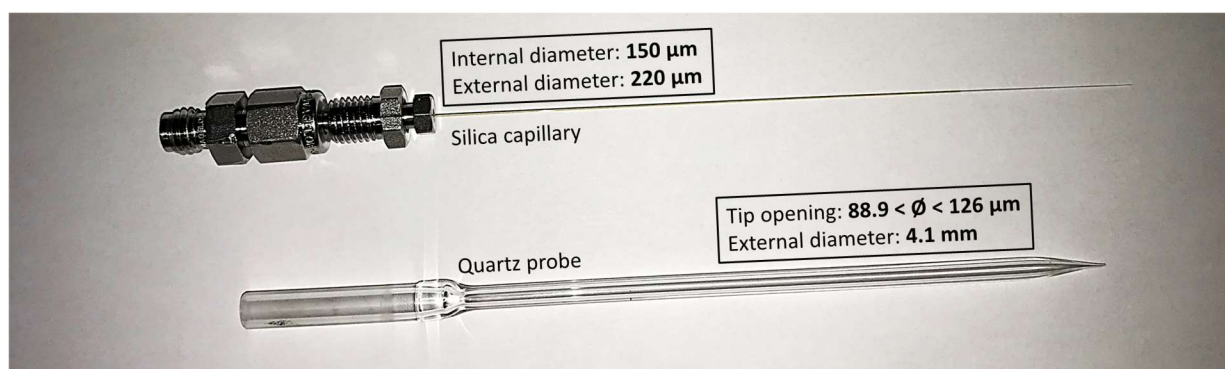 Internal diameter: 150 µm
External diameter: 220 µm
Silica capillary
Tip opening: 88.9 < Ø < 126 µm
External diameter: 4.1 mm
Quartz probe